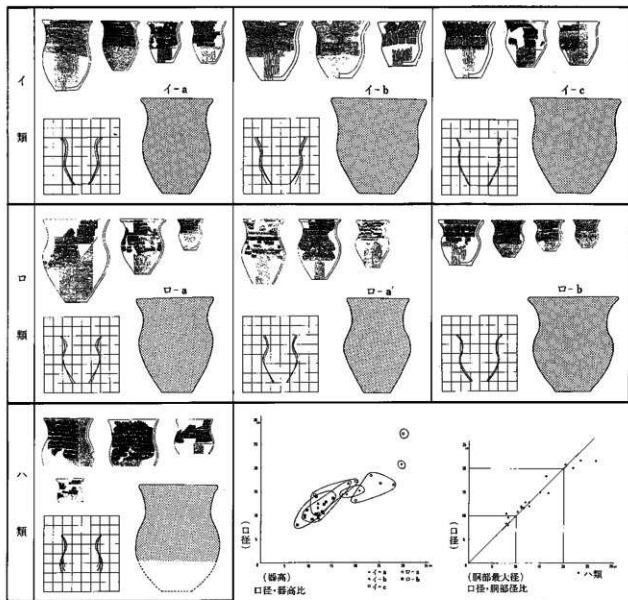 イ類
イ-a
イ-b
イ-c
ロ類
ロ-a
ロ-a′
ロ-b
ハ類
(口径)
(器高)
口径・器高比
イ-a
イ-b
イ-c
ロ-a
ロ-b
(口径)
(胴部最大径)
口径・胴部径比
ハ類